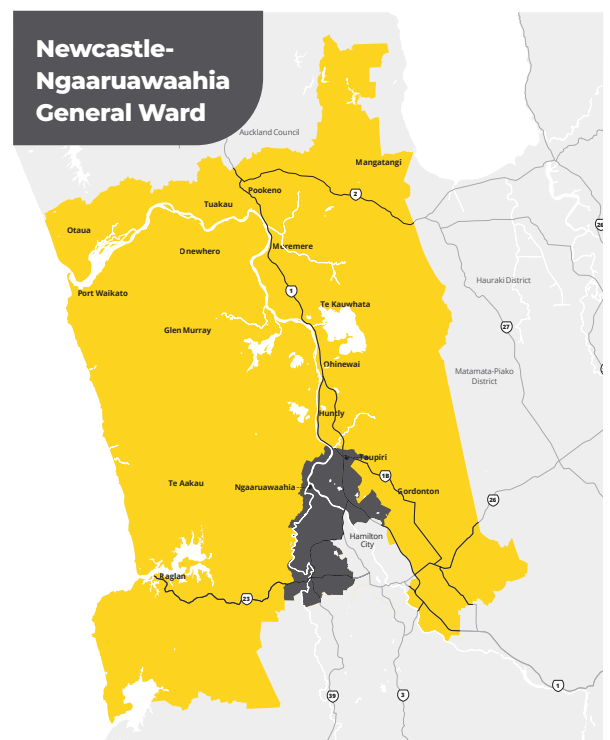 Newcastle-
Ngaaruawaahia
General Ward
Auckland Council
Mangatangi
Pookeno
2
Tuakau
26
Otaua
Onewhero
Meremere
Hauraki District
Port Waikato
1
Te Kauwhata
Glen Murray
27
Ohinewai
Matamata-Piako
District
Huntly
Taupiri
1B
Te Aakau
Ngaaruawaahia
Gordonton
26
Hamilton
City
Raglan
23
1
39
3